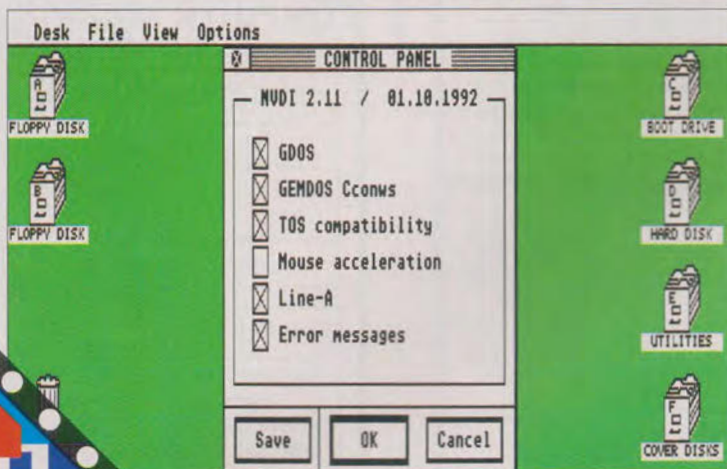 Desk File View Options
CONTROL PANEL
A
FLOPPY DISK
B
FLOPPY DISK
NVDI 2.11 / 01.10.1992
GDOS
GEMDOS Cconws
TOS compatibility
Mouse acceleration
Line-A
Error messages
Save OK Cancel
C
BOOT DRIVE
D
HARD DISK
E
UTILITIES
F
COVER DISKS